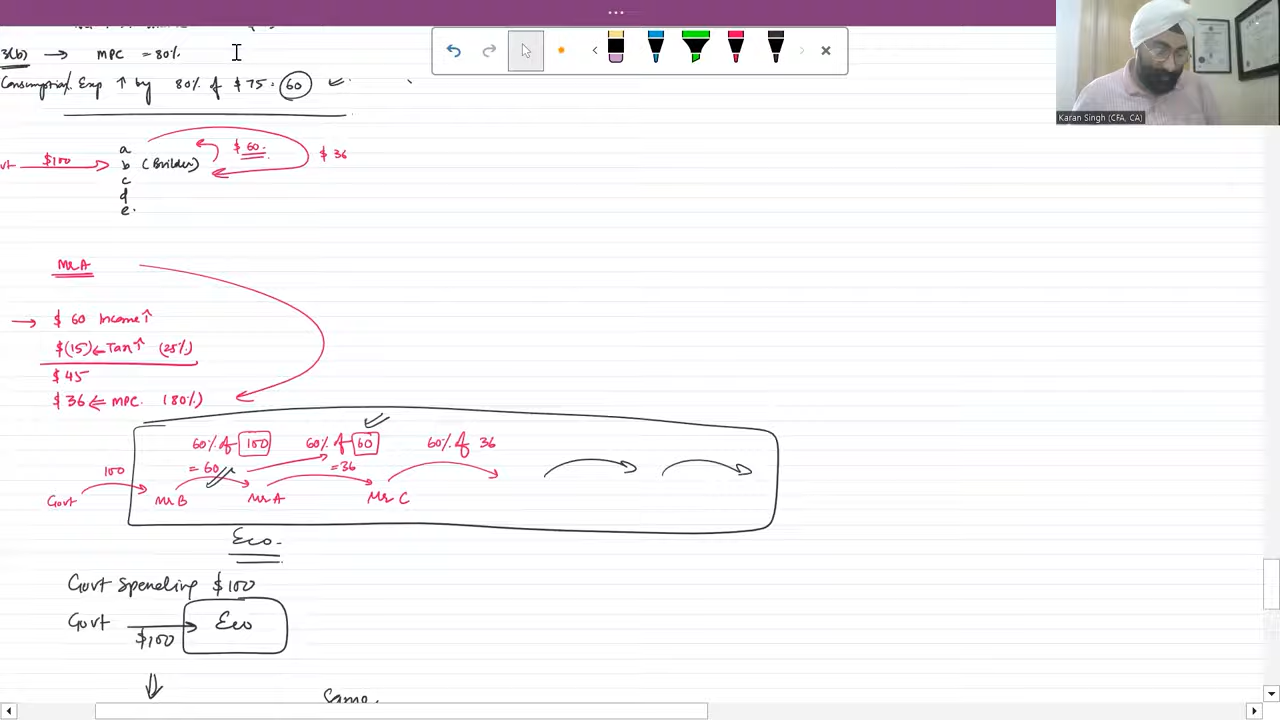 3(b) → MPC = 80%
Consumption Exp ↑ by 80% of $75 = 60
$100
a
b (Builder)
c
d
e.
$60
$36
Mr A
→ $60 Income ↑
$(15) ← Tax ↑ (25%)
$45
$36 ← MPC. (80%)
60% of 100 60% of 60 60% of 36
= 60 = 36
100
Govt Mr B Mr A Mr C
Eco.
Govt Spending $100
Govt → Eco
$100
Same.
Karan Singh (CFA, CA)